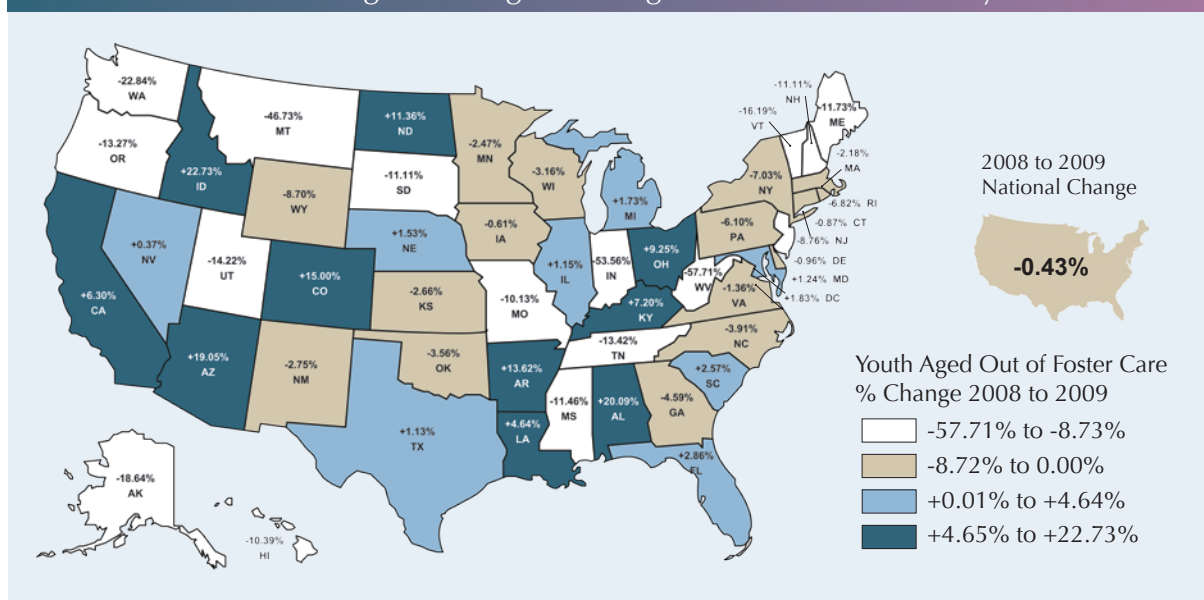 -22.84%
WA
-46.73%
MT
+11.36%
ND
-2.47%
MN
-11.11%
NH
-11.73%
ME
-16.19%
VT
-13.27%
OR
+22.73%
ID
-8.70%
WY
-11.11%
SD
-3.16%
WI
+1.73%
MI
-7.03%
NY
-2.18%
MA
-6.82% RI
-0.87% CT
-8.76% NJ
-0.96% DE
+1.24% MD
+1.83% DC
+0.37%
NV
-14.22%
UT
+15.00%
CO
+1.53%
NE
-0.61%
IA
+1.15%
IL
-53.56%
IN
+9.25%
OH
-6.10%
PA
-57.71%
WV
-1.36%
VA
+6.30%
CA
+19.05%
AZ
-2.75%
NM
-2.66%
KS
-10.13%
MO
+7.20%
KY
-3.91%
NC
-3.56%
OK
+13.62%
AR
-13.42%
TN
+2.57%
SC
+1.13%
TX
+4.64%
LA
-11.46%
MS
+20.09%
AL
-4.59%
GA
+2.86%
FL
-18.64%
AK
-10.39%
HI
2008 to 2009
National Change
-0.43%
Youth Aged Out of Foster Care
% Change 2008 to 2009
-57.71% to -8.73%
-8.72% to 0.00%
+0.01% to +4.64%
+4.65% to +22.73%